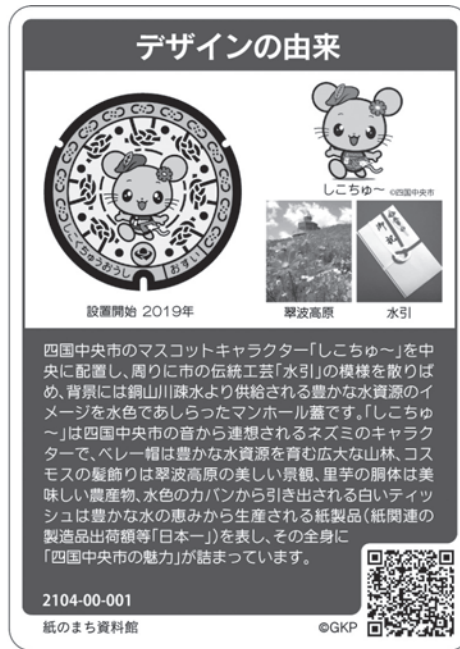 デザインの由来
しこちゅ～ ©四国中央市
しこくちゅうおうし
おすい
設置開始 2019年
翠波高原
水引
四国中央市のマスコットキャラクター「しこちゅ～」を中
央に配置し、周りに市の伝統工芸「水引」の模様を散りば
め、背景には銅山川疎水より供給される豊かな水資源のイ
メージを水色であしらったマンホール蓋です。「しこちゅ
～」は四国中央市の音から連想されるネズミのキャラク
ターで、ベレー帽は豊かな水資源を育む広大な山林、コス
モスの髪飾りは翠波高原の美しい景観、里芋の胴体は美
味しい農産物、水色のカバンから引き出される白いティッ
シュは豊かな水の恵みから生産される紙製品(紙関連の
製造品出荷額等「日本一」)を表し、その全身に
「四国中央市の魅力」が詰まっています。
2104-00-001
紙のまち資料館
©GKP